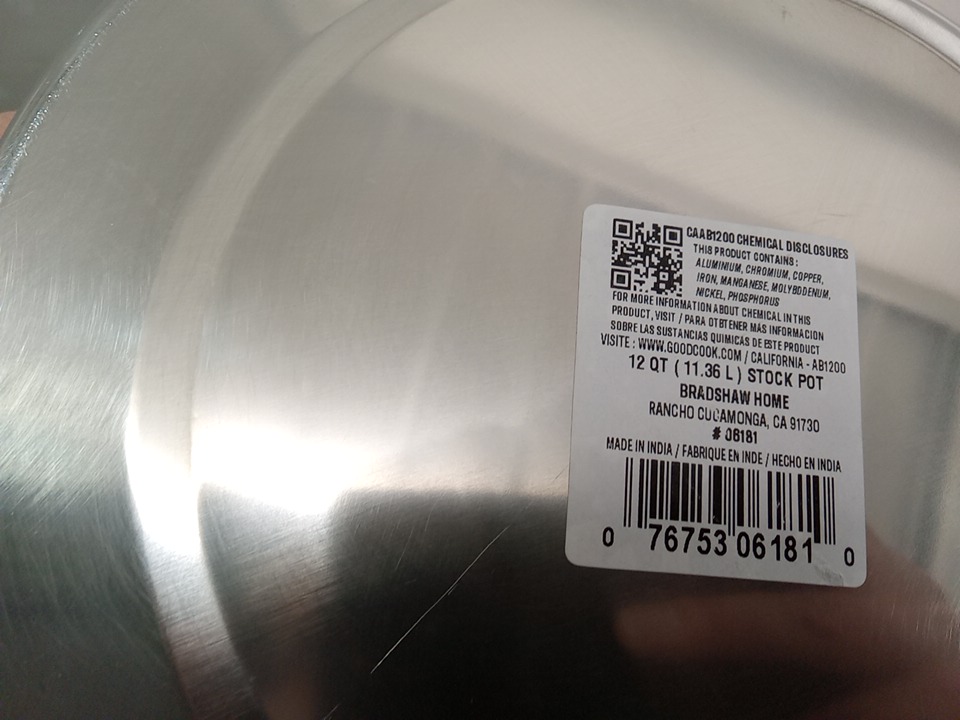 CAAB1200 CHEMICAL DISCLOSURES
THIS PRODUCT CONTAINS :
ALUMINIUM, CHROMIUM, COPPER,
IRON, MANGANESE, MOLYBDDENUM,
NICKEL, PHOSPHORUS
FOR MORE INFORMATION ABOUT CHEMICAL IN THIS
PRODUCT, VISIT / PARA OTBTENER MÁS INFORMACION
SOBRE LAS SUSTANCIAS QUIMICAS DE ESTE PRODUCT
VISITE : WWW.GOODCOOK.COM / CALIFORNIA - AB1200
12 QT ( 11.36 L ) STOCK POT
BRADSHAW HOME
RANCHO CUCAMONGA, CA 91730
# 06181
MADE IN INDIA / FABRIQUE EN INDE / HECHO EN INDIA
0 76753 06181 0